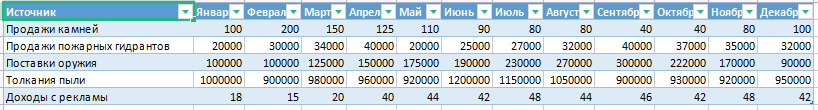 Источник Январ Феврал Март Апрел Май Июнь Июль Август Сентябр Октябр Ноябр Декабр
Продажи камней 100 200 150 125 110 90 80 80 40 40 80 100
Продажи пожарных гидрантов 20000 30000 34000 40000 20000 25000 27000 32000 40000 37000 35000 32000
Поставки оружия 100000 100000 125000 150000 175000 190000 230000 270000 300000 222000 170000 90000
Толкания пыли 1000000 900000 980000 960000 920000 1200000 1150000 1050000 900000 930000 920000 950000
Доходы с рекламы 18 15 20 40 44 42 48 44 46 42 48 42